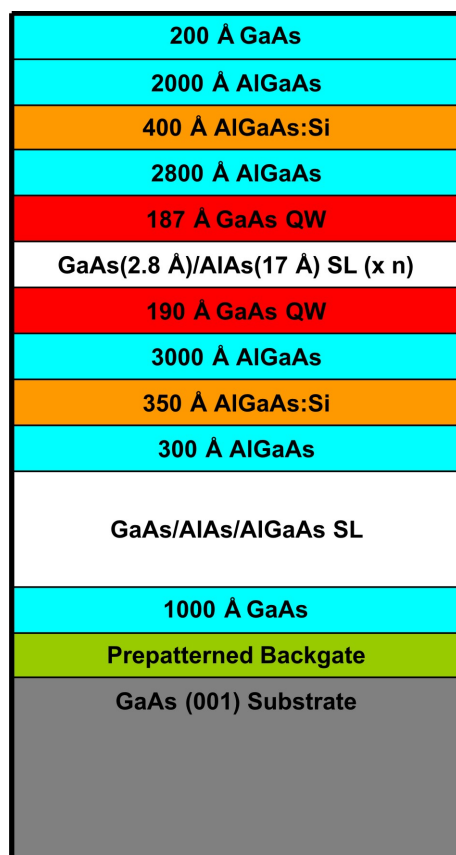 200 Å GaAs
2000 Å AlGaAs
400 Å AlGaAs:Si
2800 Å AlGaAs
187 Å GaAs QW
GaAs(2.8 Å)/AlAs(17 Å) SL (x n)
190 Å GaAs QW
3000 Å AlGaAs
350 Å AlGaAs:Si
300 Å AlGaAs
GaAs/AlAs/AlGaAs SL
1000 Å GaAs
Prepatterned Backgate
GaAs (001) Substrate